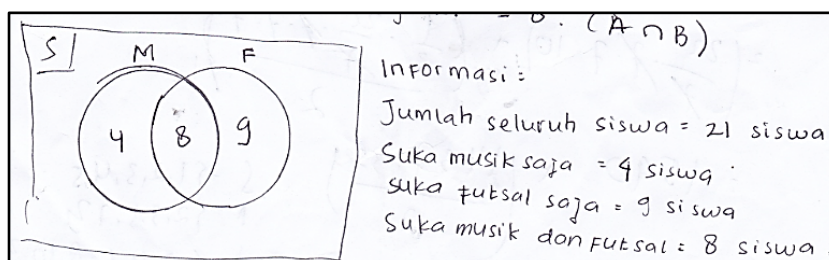 = 8. (A ∩ B)
S
M F
4 8 9
Informasi :
Jumlah seluruh siswa = 21 siswa
Suka musik saja = 4 siswa
suka futsal saja = 9 siswa
Suka musik dan Futsal = 8 siswa.